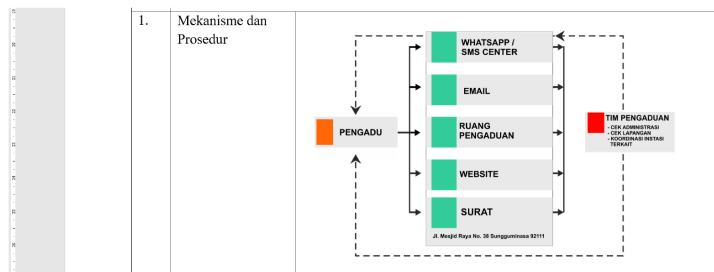 1.
Mekanisme dan
Prosedur
WHATSAPP /
SMS CENTER
EMAIL
PENGADU
RUANG
PENGADUAN
WEBSITE
SURAT
Jl. Mesjid Raya No. 38 Sungguminasa 92111
TIM PENGADUAN
- CEK ADMINISTRASI
- CEK LAPANGAN
- KOORDINASI INSTASI
TERKAIT